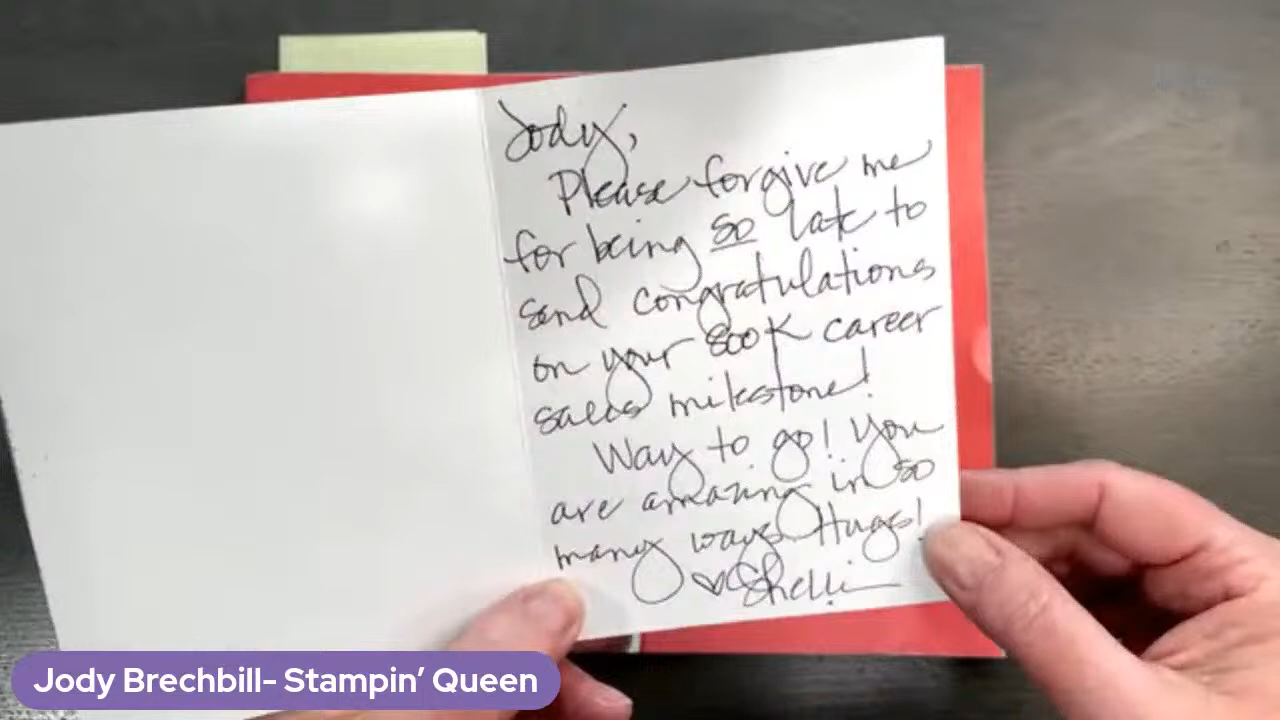 Jody,
Please forgive me
for being so late to
send congratulations
on your 800K career
sales milestone!
Way to go! You
are amazing in so
many ways. Hugs!
♡ Shelli
Jody Brechbill- Stampin’ Queen